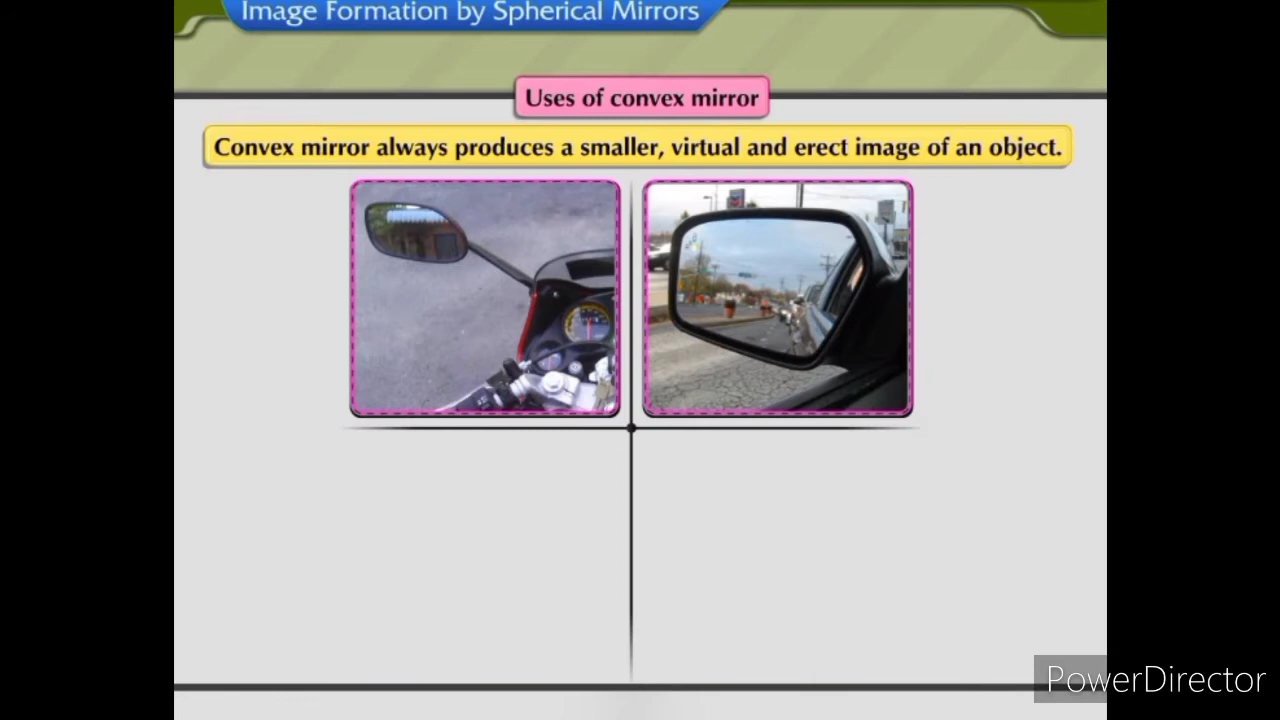 Image Formation by Spherical Mirrors
Uses of convex mirror
Convex mirror always produces a smaller, virtual and erect image of an object.
PowerDirector